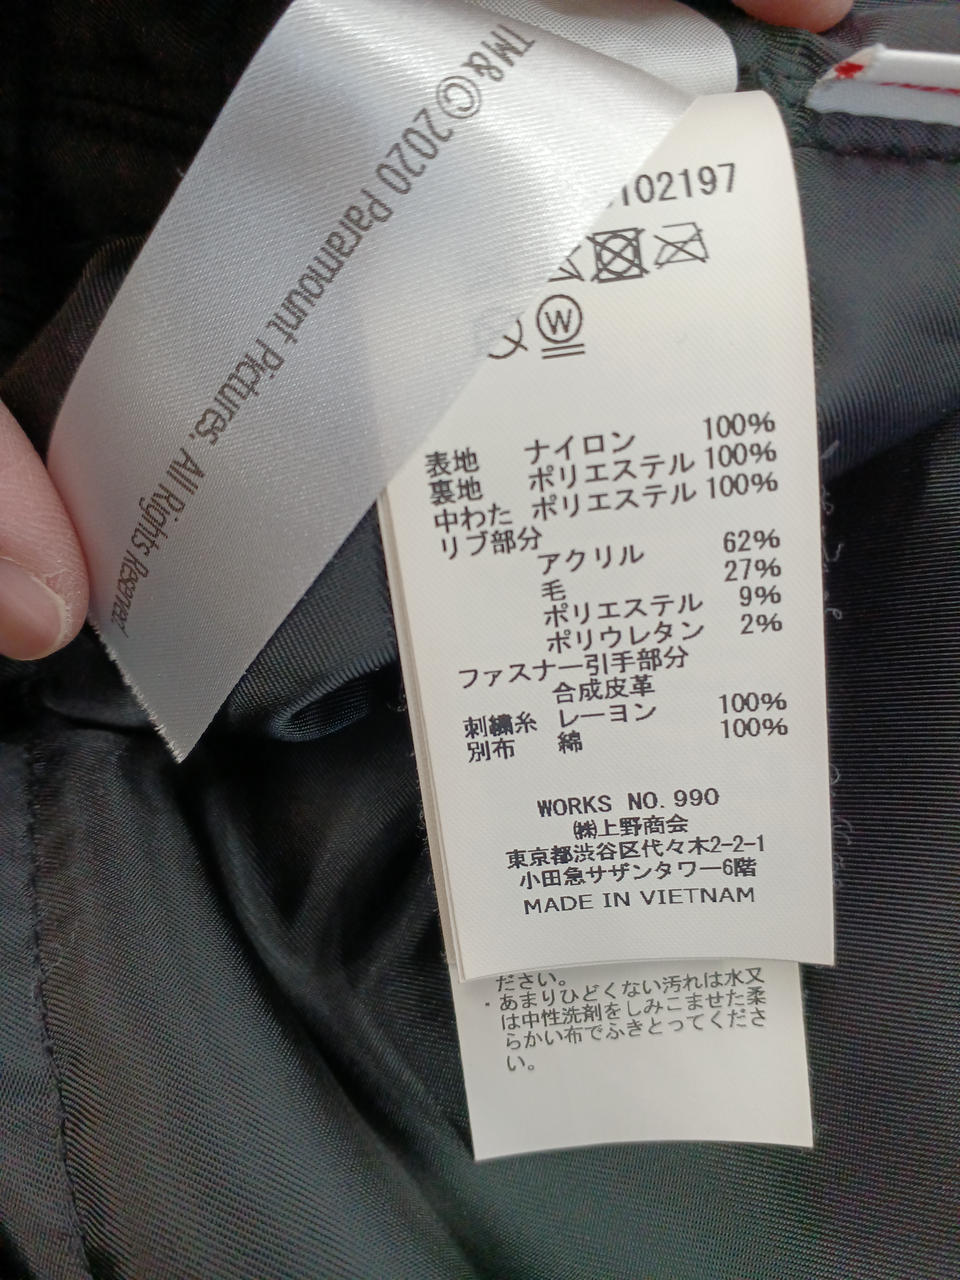 TM&©2020 Paramount Pictures. All Rights Reserved
102197
W
表地 ナイロン 100%
裏地 ポリエステル 100%
中わた ポリエステル 100%
リブ部分
アクリル 62%
毛 27%
ポリエステル 9%
ポリウレタン 2%
ファスナー引手部分
合成皮革
刺繍糸 レーヨン 100%
別布 綿 100%
WORKS NO. 990
㈱上野商会
東京都渋谷区代々木2-2-1
小田急サザンタワー6階
MADE IN VIETNAM
ださい。
・あまりひどくない汚れは水又
は中性洗剤をしみこませた柔
らかい布でふきとってくださ
い。